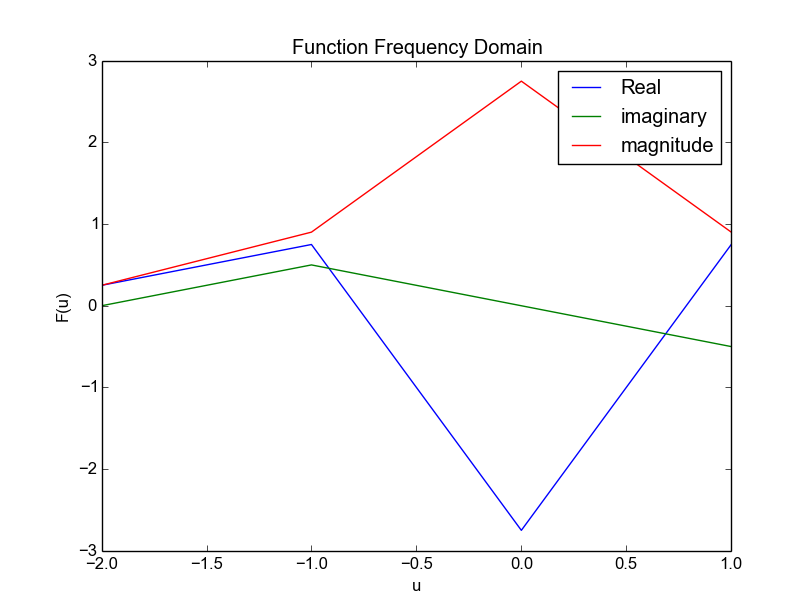 Function Frequency Domain
Real
imaginary
magnitude
3
2
1
0
−1
−2
−3
F(u)
−2.0 −1.5 −1.0 −0.5 0.0 0.5 1.0
u